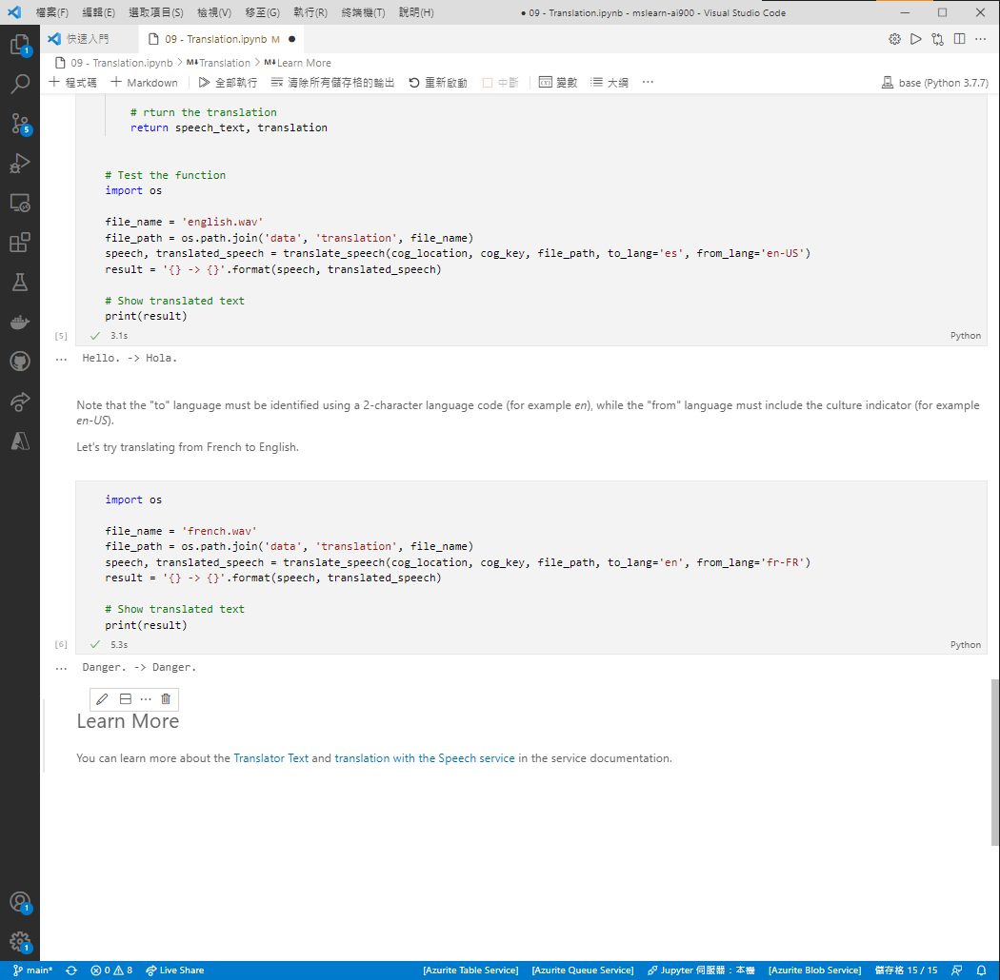 檔案(F) 編輯(E) 選取項目(S) 檢視(V) 移至(G) 執行(R) 終端機(T) 說明(H) ● 09 - Translation.ipynb - mslearn-ai900 - Visual Studio Code
快速入門 09 - Translation.ipynb M ●
09 - Translation.ipynb > M↓Translation > M↓Learn More
+ 程式碼 + Markdown 全部執行 清除所有儲存格的輸出 重新啟動 中斷 變數 大綱 ··· base (Python 3.7.7)
# rturn the translation
return speech_text, translation
# Test the function
import os
file_name = 'english.wav'
file_path = os.path.join('data', 'translation', file_name)
speech, translated_speech = translate_speech(cog_location, cog_key, file_path, to_lang='es', from_lang='en-US')
result = '{} -> {}'.format(speech, translated_speech)
# Show translated text
print(result)
[5] ✓ 3.1s Python
... Hello. -> Hola.
Note that the "to" language must be identified using a 2-character language code (for example en), while the "from" language must include the culture indicator (for example
en-US).
Let's try translating from French to English.
import os
file_name = 'french.wav'
file_path = os.path.join('data', 'translation', file_name)
speech, translated_speech = translate_speech(cog_location, cog_key, file_path, to_lang='en', from_lang='fr-FR')
result = '{} -> {}'.format(speech, translated_speech)
# Show translated text
print(result)
[6] ✓ 5.3s Python
... Danger. -> Danger.
Learn More
You can learn more about the Translator Text and translation with the Speech service in the service documentation.
1
5
1
1
main* 0 8 Live Share [Azurite Table Service] [Azurite Queue Service] Jupyter 伺服器：本機 [Azurite Blob Service] 儲存格 15 / 15